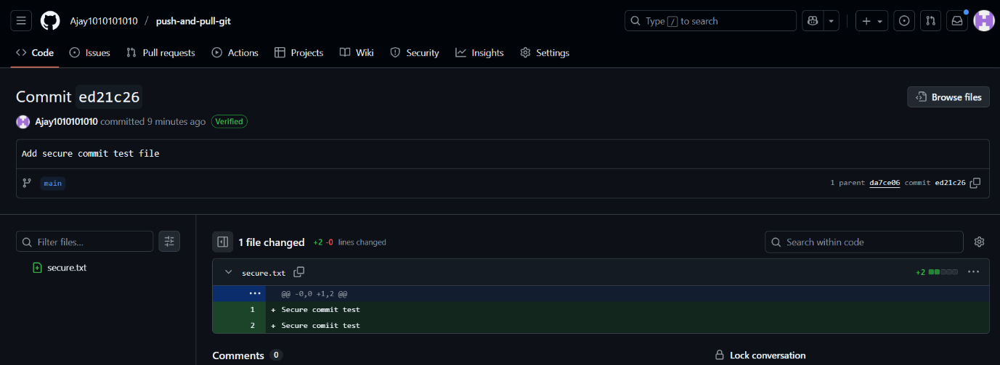 Ajay1010101010 / push-and-pull-git
Type / to search
Code Issues Pull requests Actions Projects Wiki Security Insights Settings
Commit ed21c26
Browse files
Ajay1010101010 committed 9 minutes ago Verified
Add secure commit test file
main
1 parent da7ce06 commit ed21c26
Filter files...
secure.txt
1 file changed +2 -0 lines changed
Search within code
secure.txt
+2
@@ -0,0 +1,2 @@
1 + Secure commit test
2 + Secure comiit test
Comments 0
Lock conversation